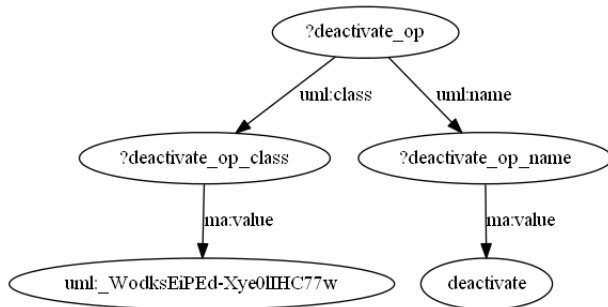 ?deactivate_op
uml:class
uml:name
?deactivate_op_class
?deactivate_op_name
ma:value
ma:value
uml:_WodksEiPEd-Xye0lIHC77w
deactivate